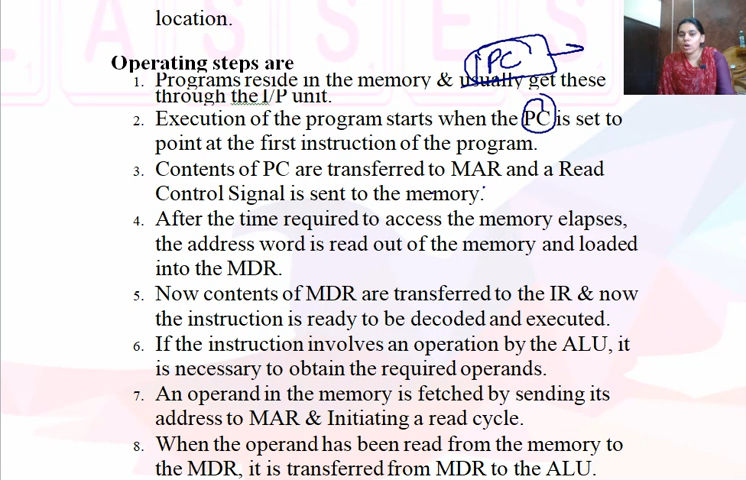 L A S S E S
location.
PC
Operating steps are
1. Programs reside in the memory & usually get these
through the I/P unit.
2. Execution of the program starts when the PC is set to
point at the first instruction of the program.
3. Contents of PC are transferred to MAR and a Read
Control Signal is sent to the memory.
4. After the time required to access the memory elapses,
the address word is read out of the memory and loaded
into the MDR.
5. Now contents of MDR are transferred to the IR & now
the instruction is ready to be decoded and executed.
6. If the instruction involves an operation by the ALU, it
is necessary to obtain the required operands.
7. An operand in the memory is fetched by sending its
address to MAR & Initiating a read cycle.
8. When the operand has been read from the memory to
the MDR, it is transferred from MDR to the ALU.